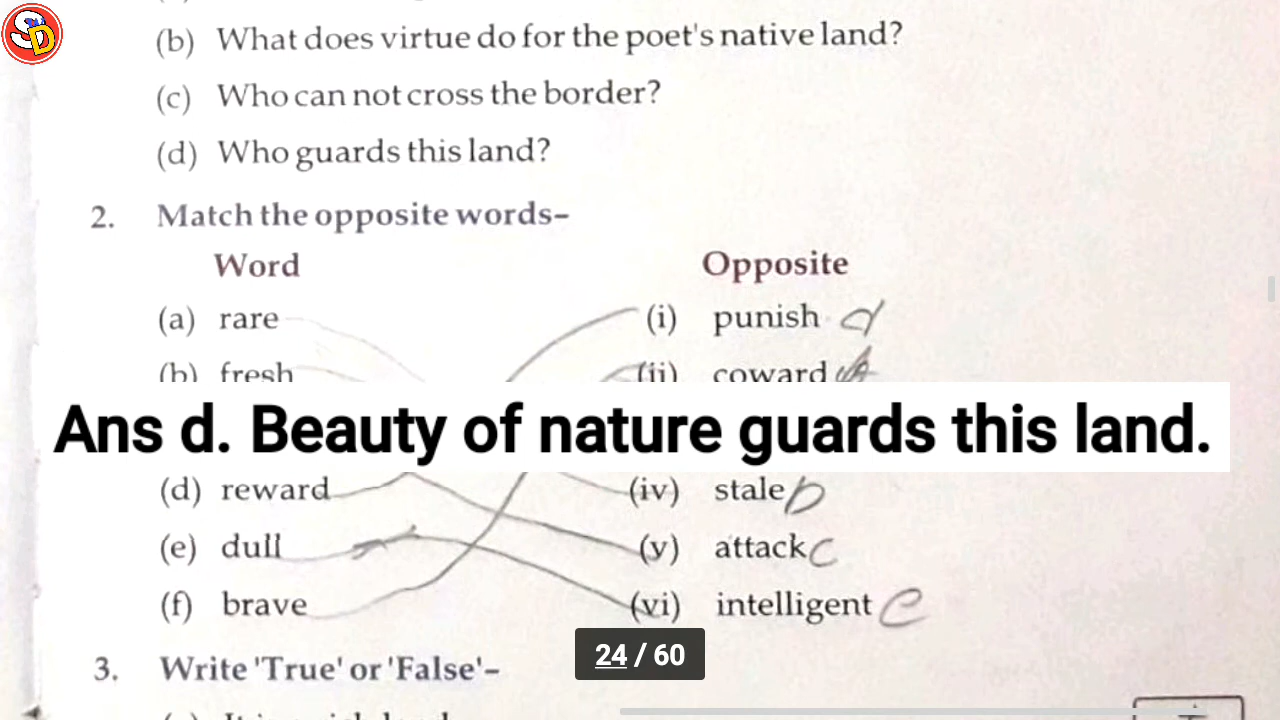 SD
(b) What does virtue do for the poet's native land?
(c) Who can not cross the border?
(d) Who guards this land?
2. Match the opposite words-
Word Opposite
(a) rare (i) punish d
(b) fresh (ii) coward
Ans d. Beauty of nature guards this land.
(d) reward (iv) stale b
(e) dull (v) attack c
(f) brave (vi) intelligent e
24 / 60
3. Write 'True' or 'False'-